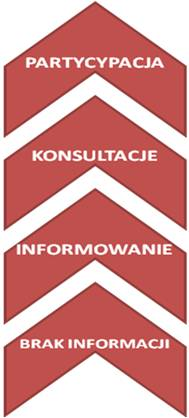 PARTYCYPACJA
KONSULTACJE
INFORMOWANIE
BRAK INFORMACJI